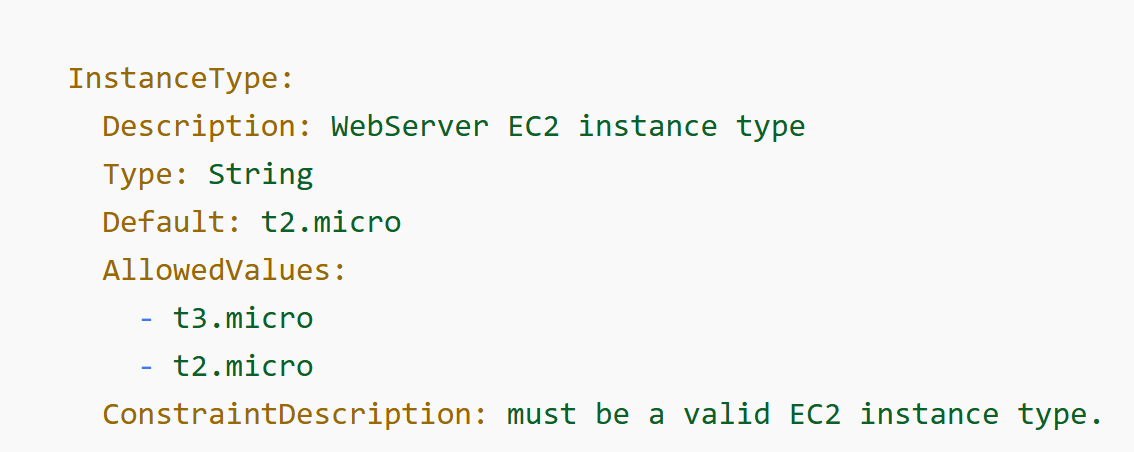 InstanceType:
  Description: WebServer EC2 instance type
  Type: String
  Default: t2.micro
  AllowedValues:
    - t3.micro
    - t2.micro
  ConstraintDescription: must be a valid EC2 instance type.